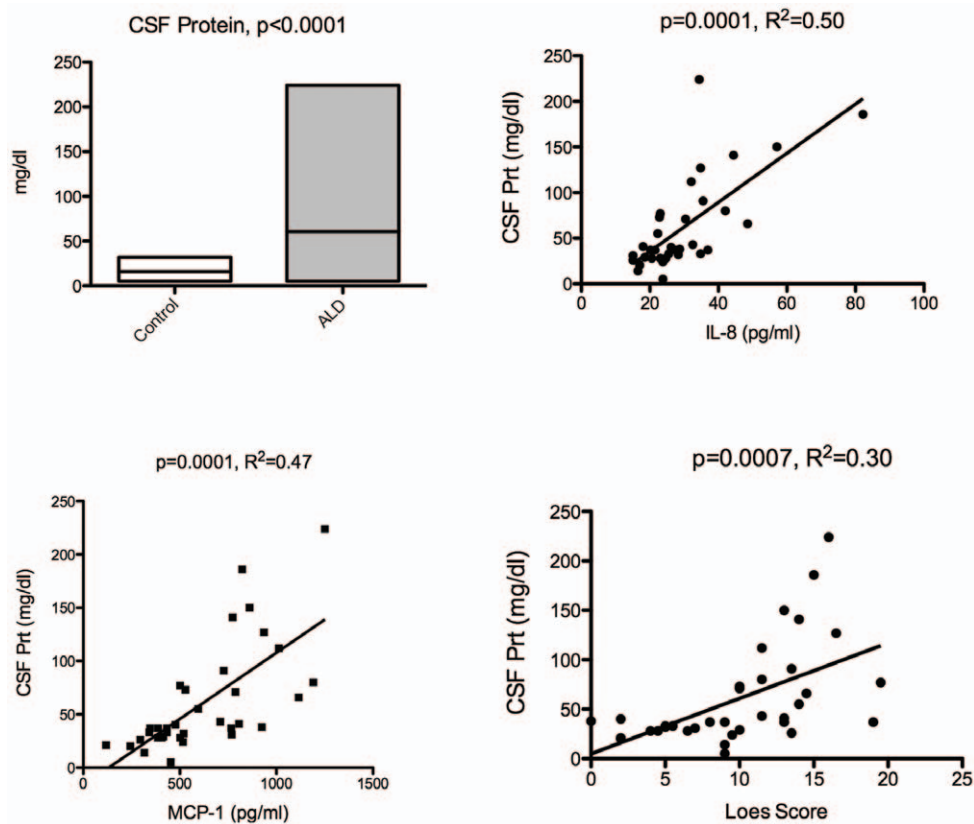 CSF Protein, p<0.0001
250
200
150
100
50
0
mg/dl
Control
ALD
p=0.0001, R²=0.50
250
200
150
100
50
0
CSF Prt (mg/dl)
0 20 40 60 80 100
IL-8 (pg/ml)
p=0.0001, R²=0.47
250
200
150
100
50
0
CSF Prt (mg/dl)
0 500 1000 1500
MCP-1 (pg/ml)
p=0.0007, R²=0.30
250
200
150
100
50
0
CSF Prt (mg/dl)
0 5 10 15 20 25
Loes Score